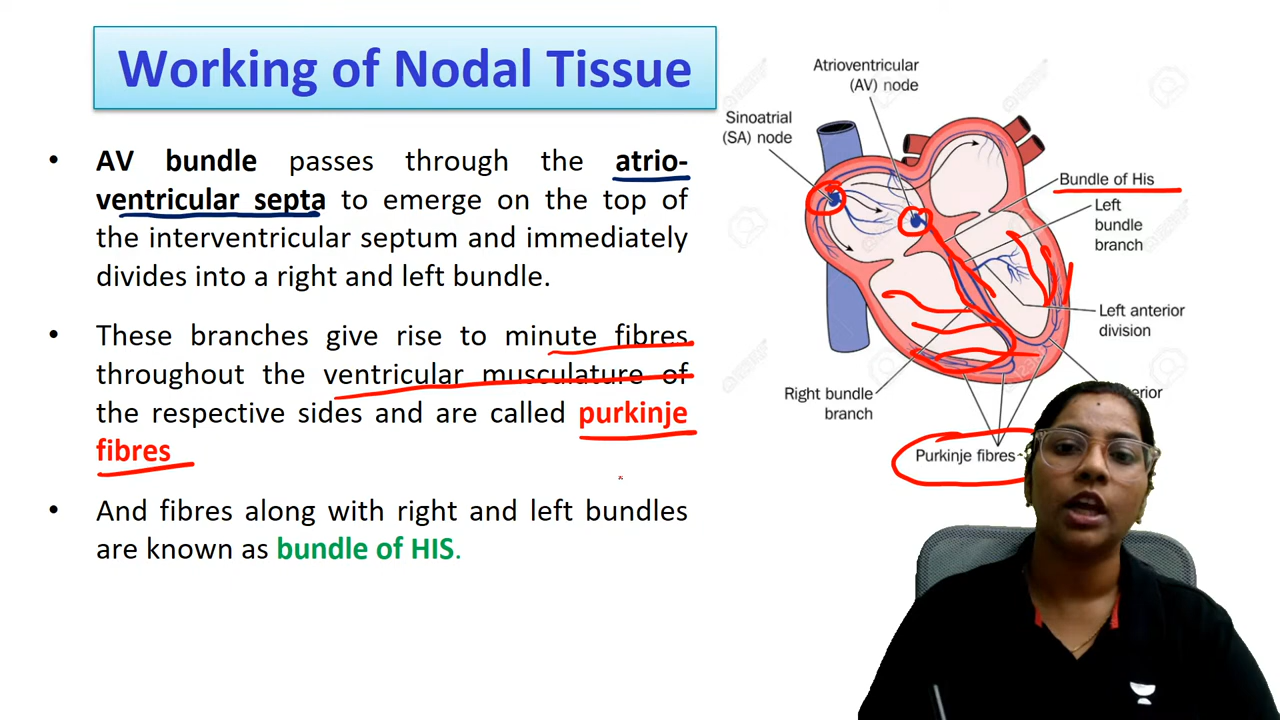 Working of Nodal Tissue
• AV bundle passes through the atrio-
ventricular septa to emerge on the top of
the interventricular septum and immediately
divides into a right and left bundle.
• These branches give rise to minute fibres
throughout the ventricular musculature of
the respective sides and are called purkinje
fibres
• And fibres along with right and left bundles
are known as bundle of HIS.
Atrioventricular
(AV) node
Sinoatrial
(SA) node
Bundle of His
Left
bundle
branch
Left anterior
division
Right bundle
branch
Purkinje fibres